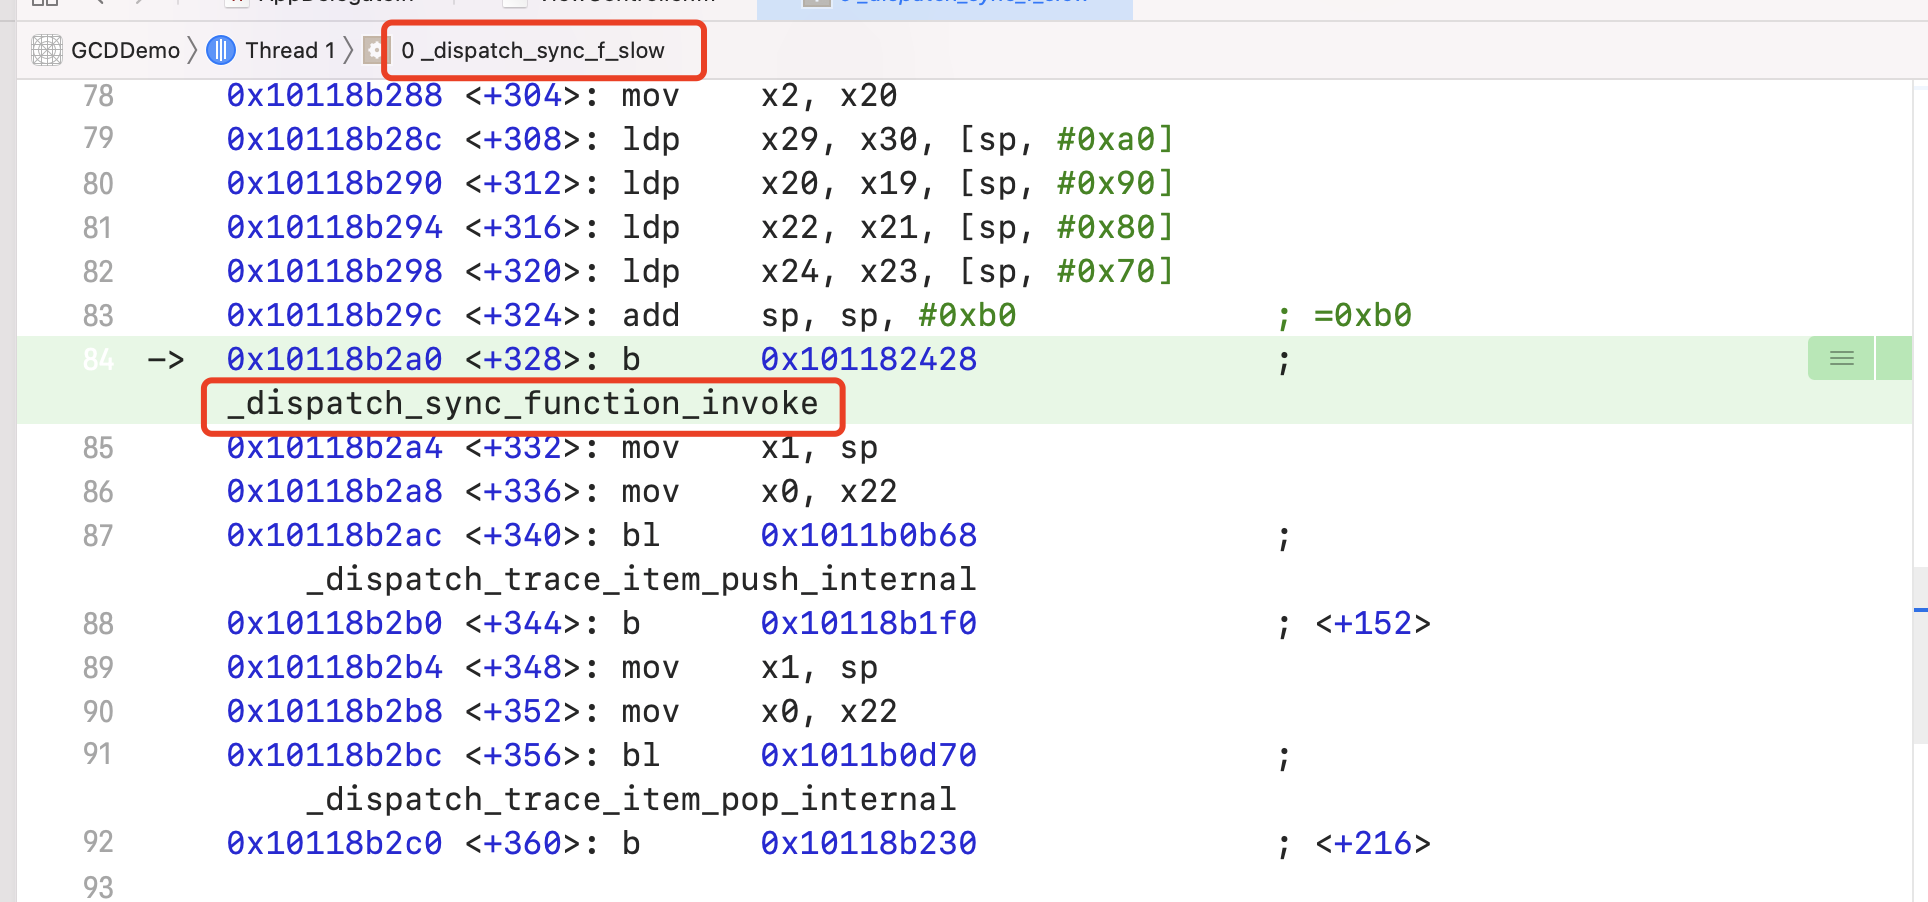 GCDDemo Thread 1 0 _dispatch_sync_f_slow
78 0x10118b288 <+304>: mov x2, x20
79 0x10118b28c <+308>: ldp x29, x30, [sp, #0xa0]
80 0x10118b290 <+312>: ldp x20, x19, [sp, #0x90]
81 0x10118b294 <+316>: ldp x22, x21, [sp, #0x80]
82 0x10118b298 <+320>: ldp x24, x23, [sp, #0x70]
83 0x10118b29c <+324>: add sp, sp, #0xb0 ; =0xb0
84 -> 0x10118b2a0 <+328>: b 0x101182428 ;
_dispatch_sync_function_invoke
85 0x10118b2a4 <+332>: mov x1, sp
86 0x10118b2a8 <+336>: mov x0, x22
87 0x10118b2ac <+340>: bl 0x1011b0b68 ;
_dispatch_trace_item_push_internal
88 0x10118b2b0 <+344>: b 0x10118b1f0 ; <+152>
89 0x10118b2b4 <+348>: mov x1, sp
90 0x10118b2b8 <+352>: mov x0, x22
91 0x10118b2bc <+356>: bl 0x1011b0d70 ;
_dispatch_trace_item_pop_internal
92 0x10118b2c0 <+360>: b 0x10118b230 ; <+216>
93